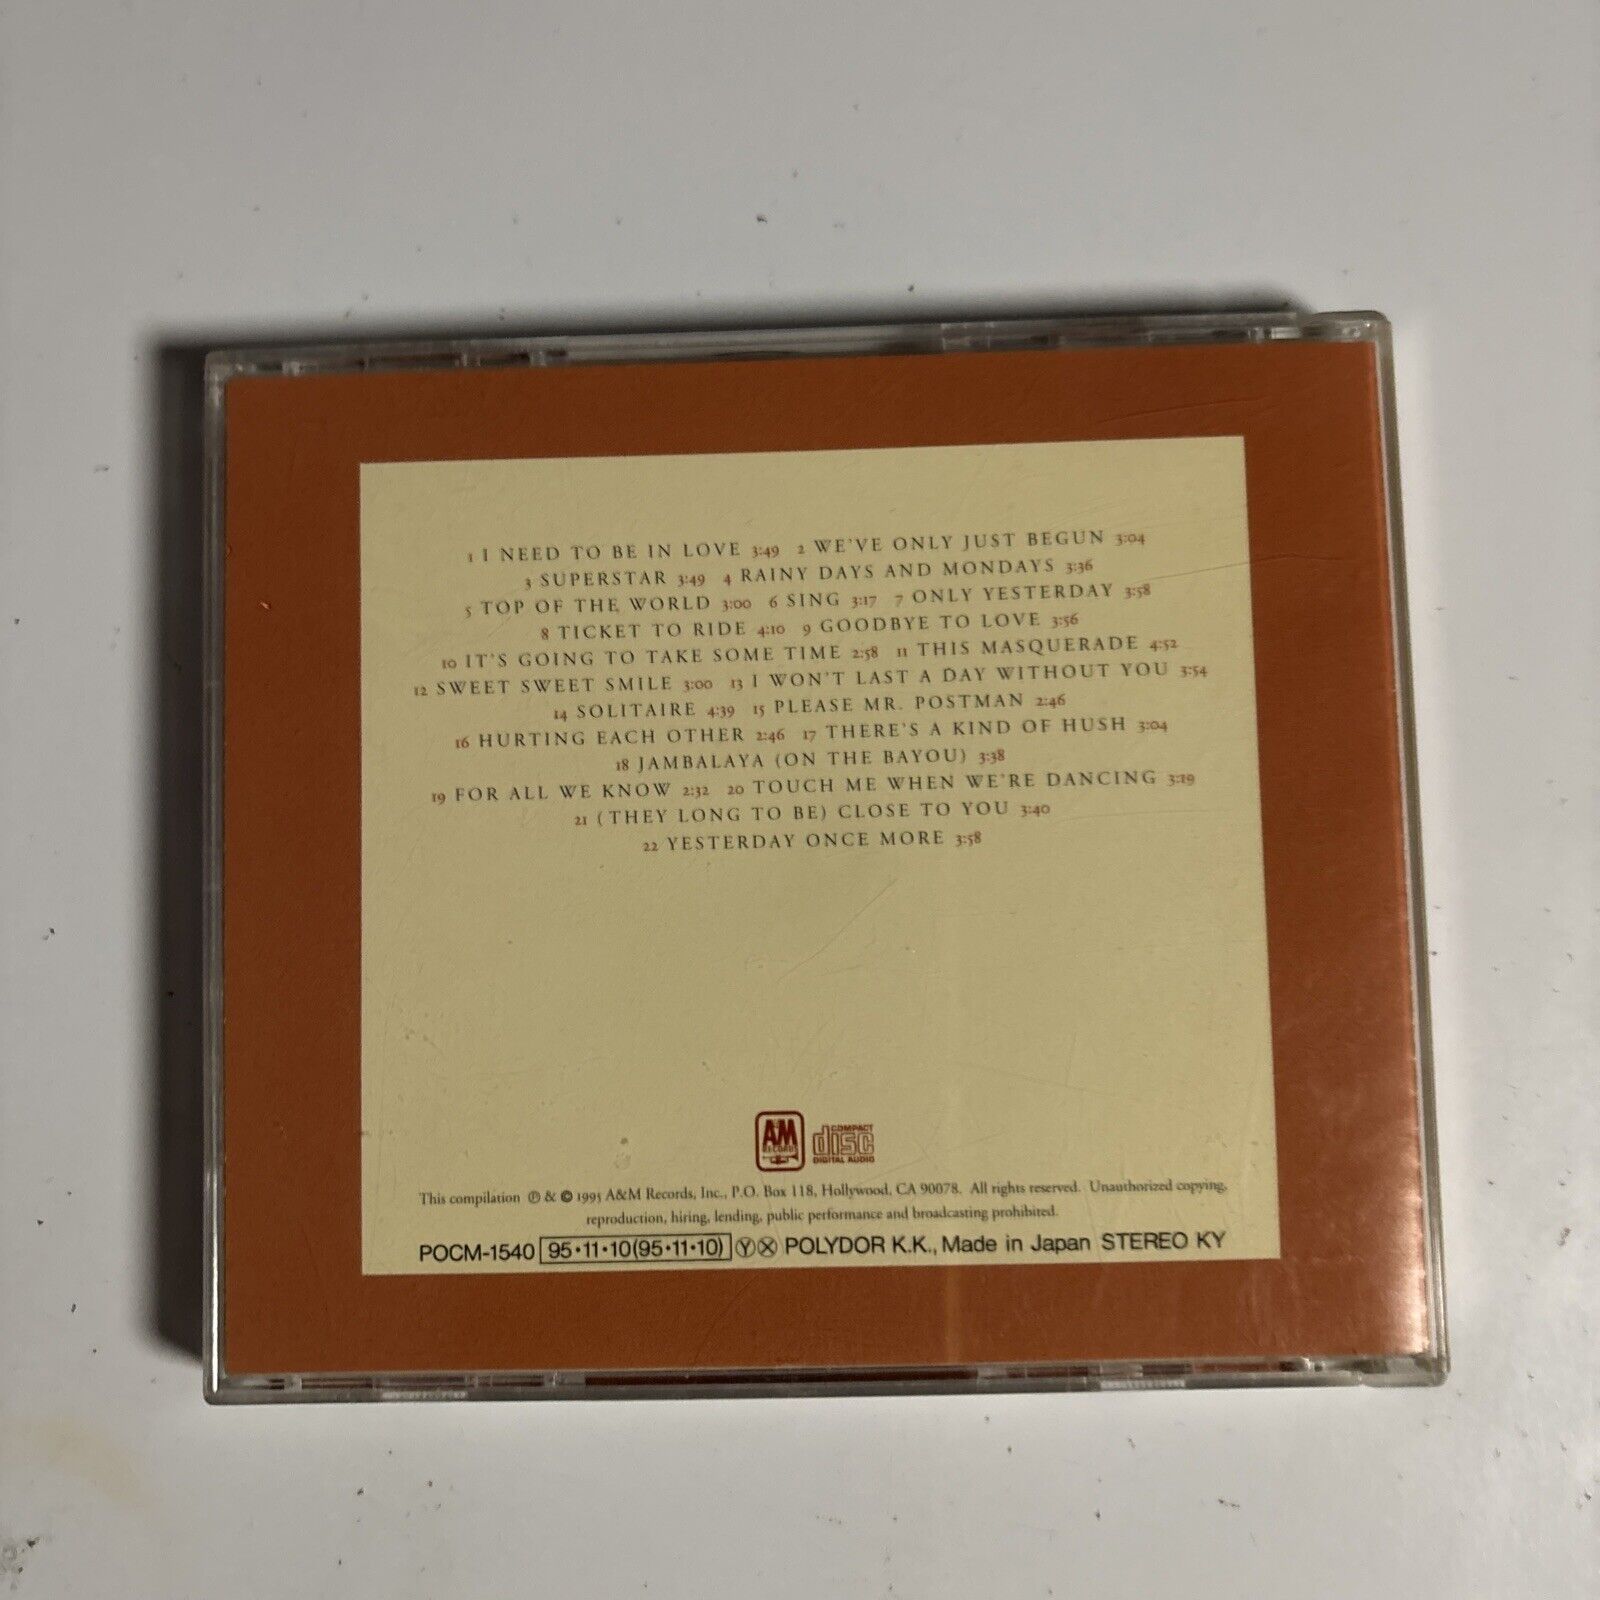 1 I NEED TO BE IN LOVE 3:49 2 WE'VE ONLY JUST BEGUN 3:04
3 SUPERSTAR 3:49 4 RAINY DAYS AND MONDAYS 3:36
5 TOP OF THE WORLD 3:00 6 SING 3:17 7 ONLY YESTERDAY 3:58
8 TICKET TO RIDE 4:10 9 GOODBYE TO LOVE 3:56
10 IT'S GOING TO TAKE SOME TIME 2:58 11 THIS MASQUERADE 4:52
12 SWEET SWEET SMILE 3:00 13 I WON'T LAST A DAY WITHOUT YOU 3:54
14 SOLITAIRE 4:39 15 PLEASE MR. POSTMAN 2:46
16 HURTING EACH OTHER 2:46 17 THERE'S A KIND OF HUSH 3:04
18 JAMBALAYA (ON THE BAYOU) 3:38
19 FOR ALL WE KNOW 2:32 20 TOUCH ME WHEN WE'RE DANCING 3:19
21 (THEY LONG TO BE) CLOSE TO YOU 3:40
22 YESTERDAY ONCE MORE 3:58
A&M RECORDS
COMPACT disc DIGITAL AUDIO
This compilation ℗ & © 1995 A&M Records, Inc., P.O. Box 118, Hollywood, CA 90078. All rights reserved. Unauthorized copying,
reproduction, hiring, lending, public performance and broadcasting prohibited.
POCM-1540 95·11·10(95·11·10) Ⓨ Ⓧ POLYDOR K.K., Made in Japan STEREO KY